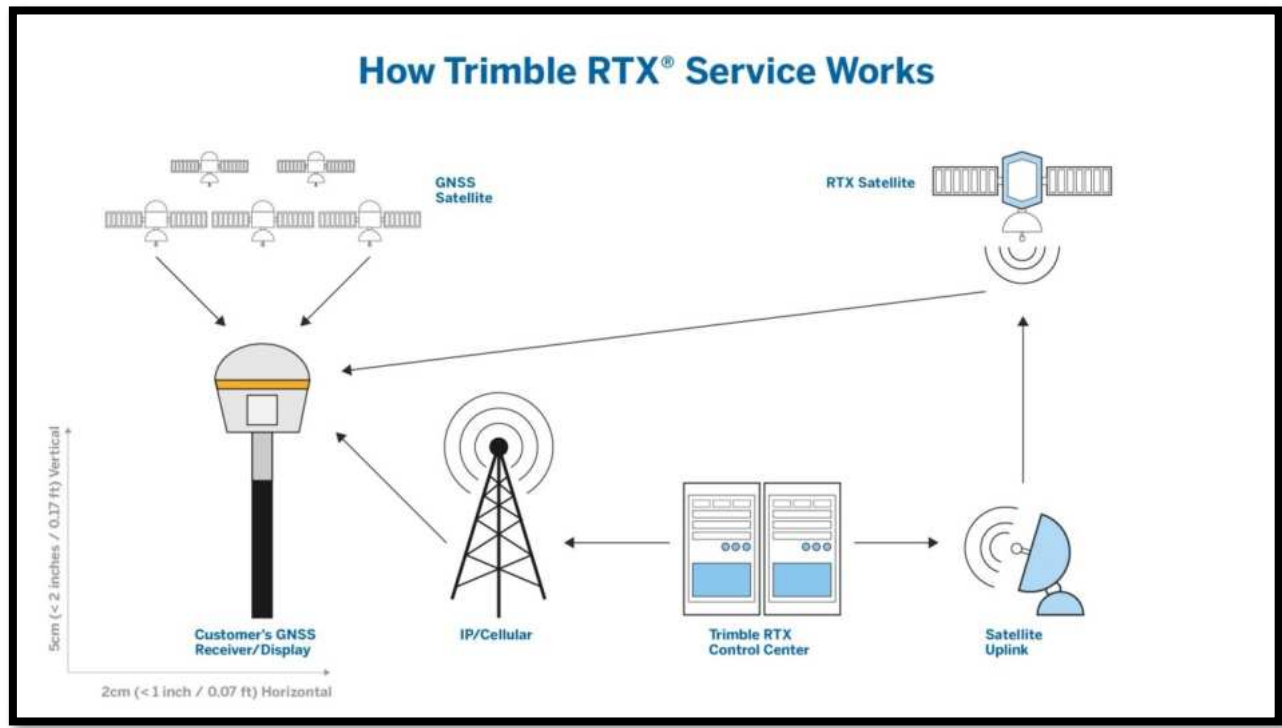 How Trimble RTX® Service Works
GNSS
Satellite
RTX Satellite
5cm (< 2 inches / 0.17 ft) Vertical
Customer's GNSS
Receiver/Display
IP/Cellular
Trimble RTX
Control Center
Satellite
Uplink
2cm (< 1 inch / 0.07 ft) Horizontal